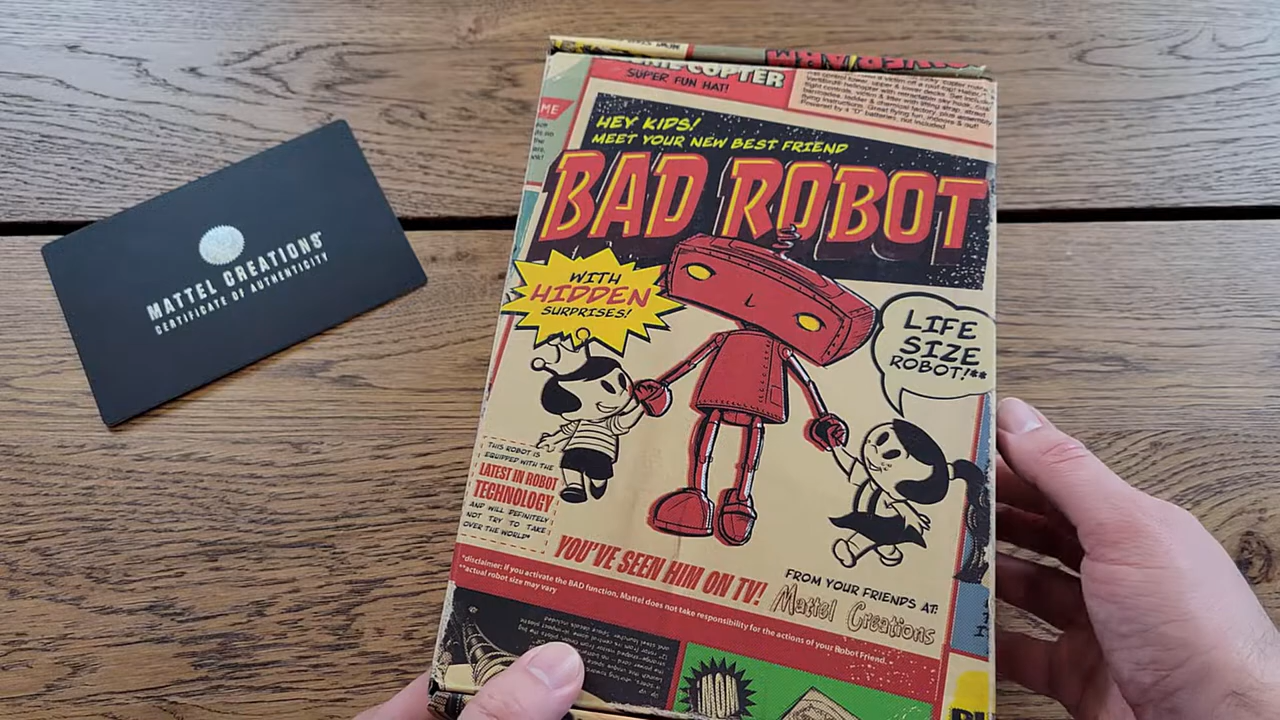 MATTEL CREATIONS
CERTIFICATE OF AUTHENTICITY
SUPER FUN HAT!
HEY KIDS!
MEET YOUR NEW BEST FRIEND
BAD ROBOT
WITH
HIDDEN
SURPRISES!
LIFE
SIZE
ROBOT!**
THIS ROBOT IS
EQUIPPED WITH THE
LATEST IN ROBOT
TECHNOLOGY
AND WILL DEFINITELY
NOT TRY TO TAKE
OVER THE WORLD*
YOU'VE SEEN HIM ON TV!
FROM YOUR FRIENDS AT:
Mattel Creations
*disclaimer: if you activate the BAD function, Mattel does not take responsibility for the actions of your Robot Friend.
**actual robot size may vary